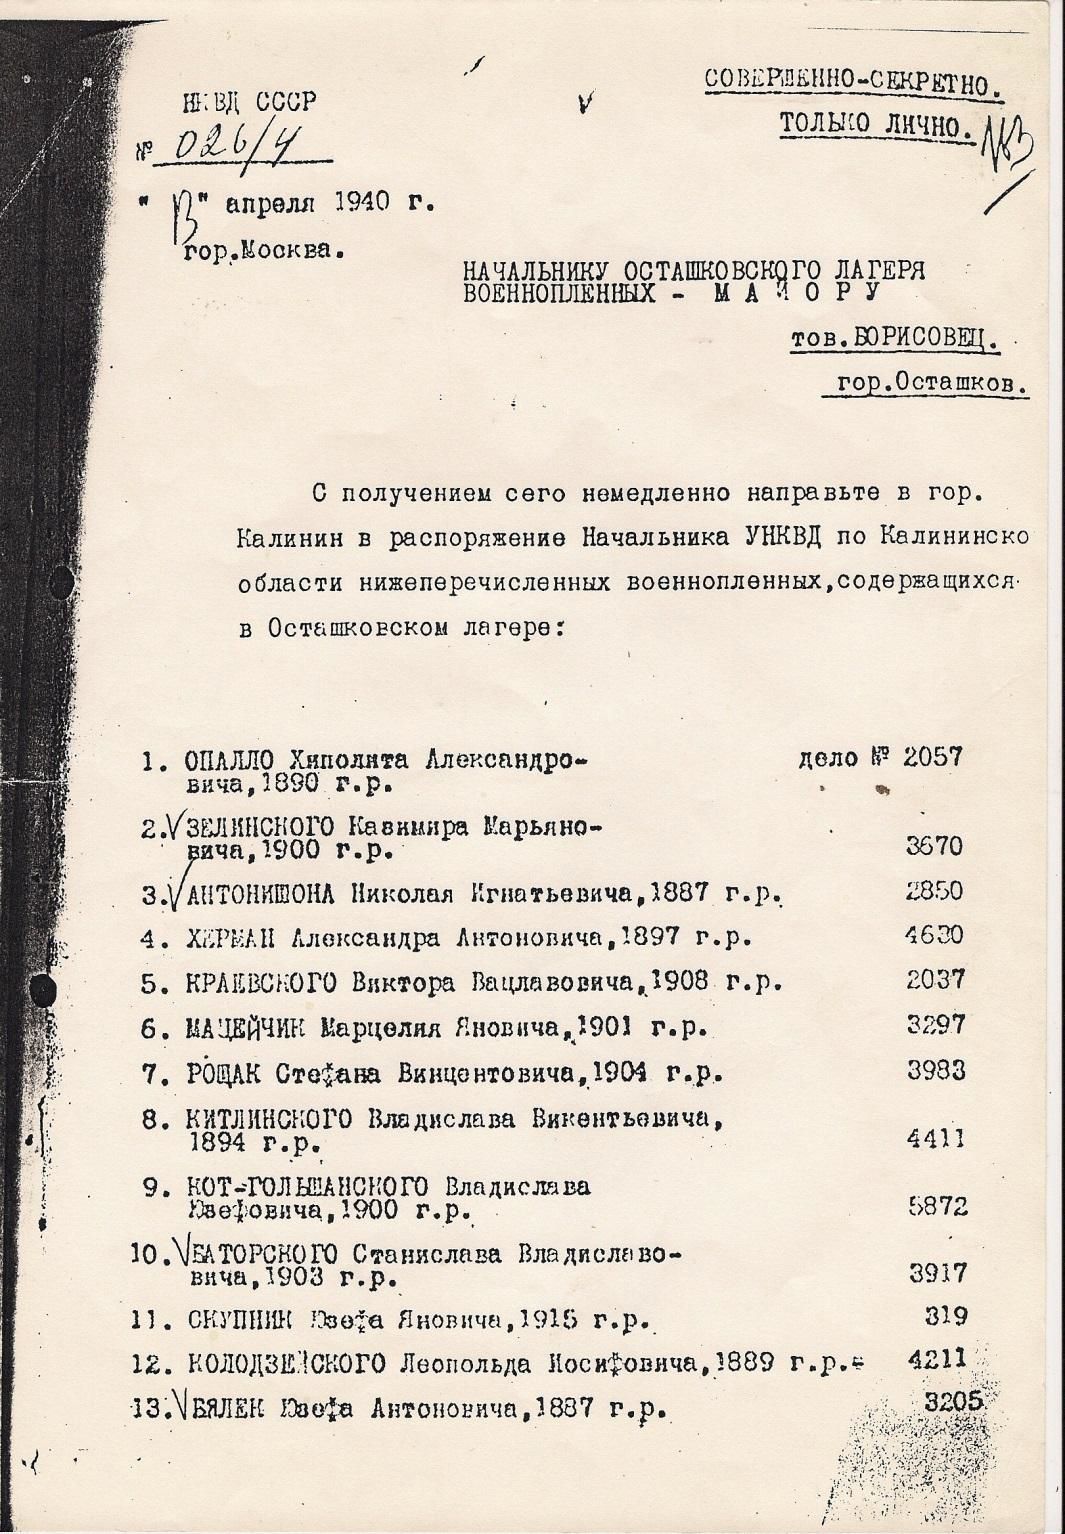 СОВЕРШЕННО-СЕКРЕТНО.
НКВД СССР
ТОЛЬКО ЛИЧНО.
№ 026/4
"13" апреля 1940 г.
гор.Москва.
НАЧАЛЬНИКУ ОСТАШКОВСКОГО ЛАГЕРЯ
ВОЕННОПЛЕННЫХ - М А Й О Р У
тов.БОРИСОВЕЦ.
гор.Осташков.
С получением сего немедленно направьте в гор.
Калинин в распоряжение Начальника УНКВД по Калининско
области нижеперечисленных военнопленных,содержащихся
в Осташковском лагере:
1. ОПАЛЛО Хиполита Александро- дело № 2057
вича,1890 г.р.
2.V ЗЕЛИНСКОГО Казимира Марьяно-
вича,1900 г.р. 3670
3.V АНТОНИШОНА Николая Игнатьевича,1887 г.р. 2850
4. ХЕРМАН Александра Антоновича,1897 г.р. 4630
5. КРАЕВСКОГО Виктора Вацлавовича,1908 г.р. 2037
6. МАЦЕЙЧИК Марцелия Яновича,1901 г.р. 3297
7. РОЩАК Стефана Винцентовича,1904 г.р. 3983
8. КИТЛИНСКОГО Владислава Викентьевича,
1894 г.р. 4411
9. КОТ-ГОЛЬШАНСКОГО Владислава
Юзефовича,1900 г.р. 5872
10.V БАТОРСКОГО Станислава Владиславо-
вича,1903 г.р. 3917
11. СКУПНИК Юзефа Яновича,1915 г.р. 319
12. КОЛОДЗЕЙСКОГО Леопольда Иосифовича,1889 г.р.- 4211
13.V БЯЛЕК Юзефа Антоновича,1887 г.р. 3205